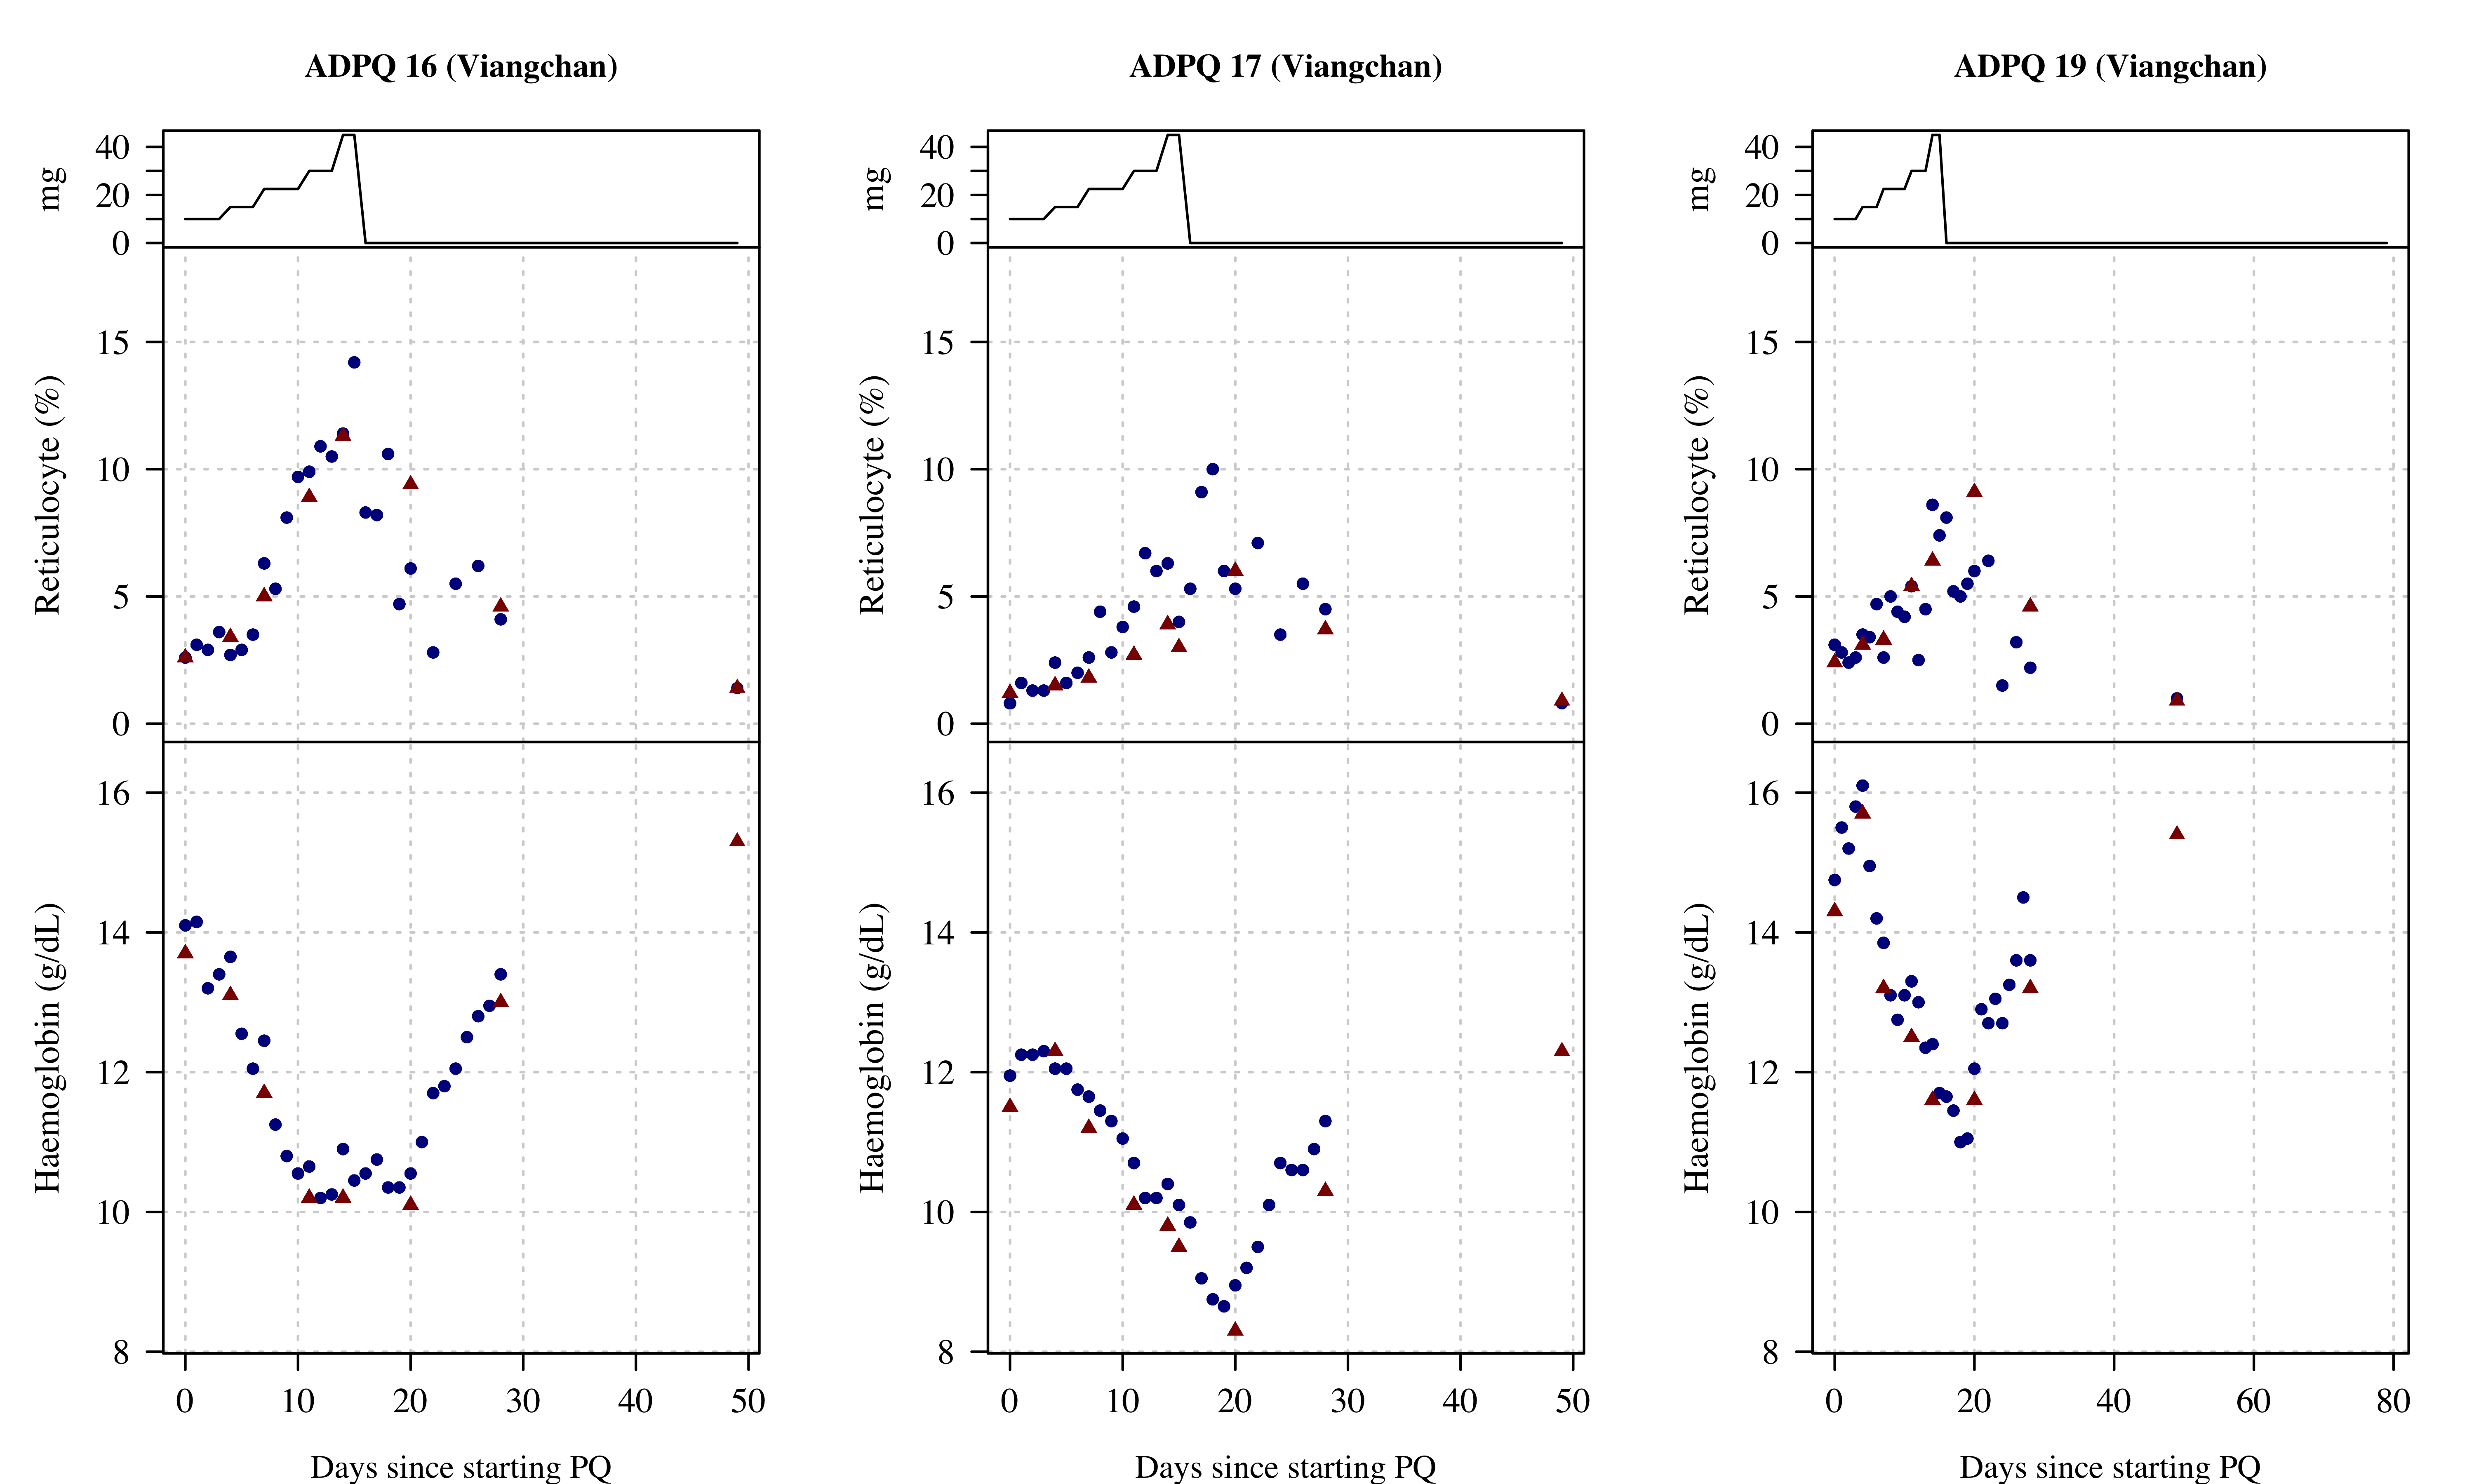 ADPQ 16 (Viangchan)
mg
40
20
0
Reticulocyte (%)
15
10
5
0
Haemoglobin (g/dL)
16
14
12
10
8
0 10 20 30 40 50
Days since starting PQ
ADPQ 17 (Viangchan)
mg
40
20
0
Reticulocyte (%)
15
10
5
0
Haemoglobin (g/dL)
16
14
12
10
8
0 10 20 30 40 50
Days since starting PQ
ADPQ 19 (Viangchan)
mg
40
20
0
Reticulocyte (%)
15
10
5
0
Haemoglobin (g/dL)
16
14
12
10
8
0 20 40 60 80
Days since starting PQ